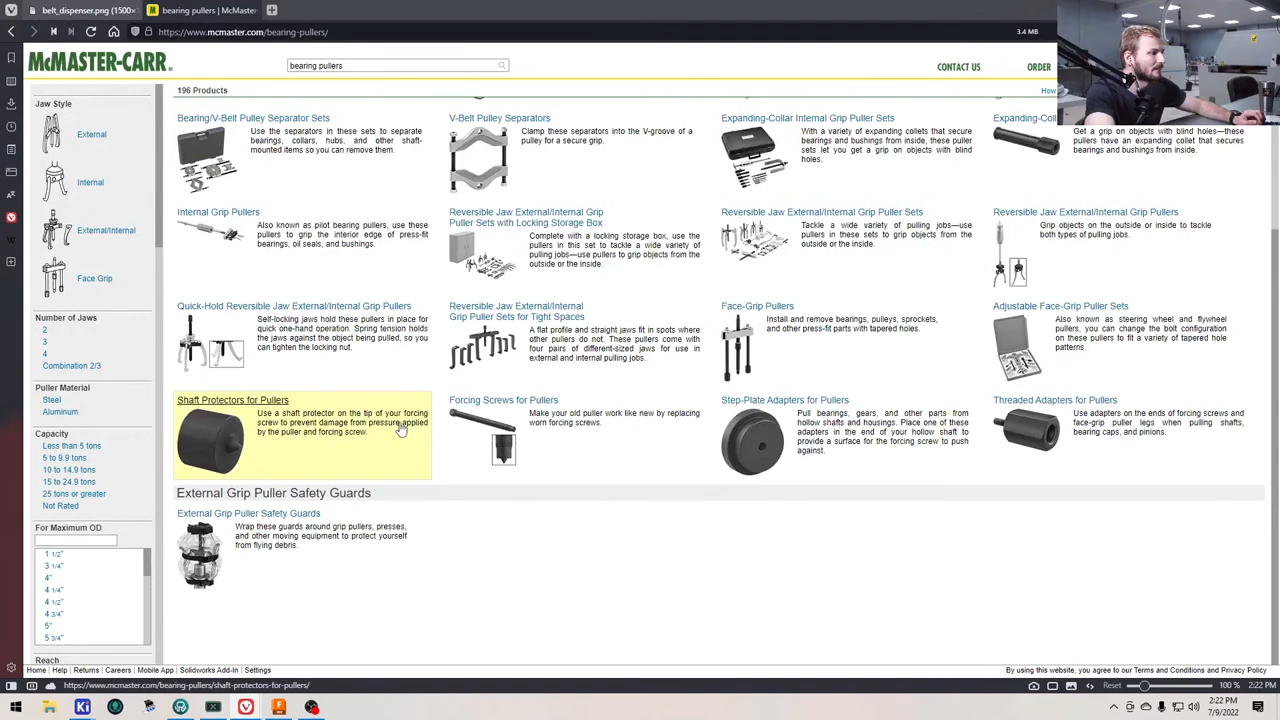 belt_dispenser.png (1500×
bearing pullers | McMaster-
https://www.mcmaster.com/bearing-pullers/
3.4 MB
McMASTER-CARR®
bearing pullers
CONTACT US
ORDER
196 Products
How
Jaw Style
External
Internal
External/Internal
Face Grip
Number of Jaws
2
3
4
Combination 2/3
Puller Material
Steel
Aluminum
Capacity
Less than 5 tons
5 to 9.9 tons
10 to 14.9 tons
15 to 24.9 tons
25 tons or greater
Not Rated
For Maximum OD
1 1/2"
3 1/4"
4"
4 1/4"
4 1/2"
4 3/4"
5"
5 3/4"
Reach
Bearing/V-Belt Pulley Separator Sets
Use the separators in these sets to separate
bearings, collars, hubs, and other shaft-
mounted items so you can remove them.
V-Belt Pulley Separators
Clamp these separators into the V-groove of a
pulley for a secure grip.
Expanding-Collar Internal Grip Puller Sets
With a variety of expanding collets that secure
bearings and bushings from inside, these puller
sets let you get a grip on objects with blind
holes.
Expanding-Coll
Get a grip on objects with blind holes—these
pullers have an expanding collet that secures
bearings and bushings from inside.
Internal Grip Pullers
Also known as pilot bearing pullers, use these
pullers to grip the interior edge of press-fit
bearings, oil seals, and bushings.
Reversible Jaw External/Internal Grip
Puller Sets with Locking Storage Box
Complete with a locking storage box, use the
pullers in this set to tackle a wide variety of
pulling jobs—use pullers to grip objects from the
outside or the inside.
Reversible Jaw External/Internal Grip Puller Sets
Tackle a wide variety of pulling jobs—use
pullers in these sets to grip objects from the
outside or the inside.
Reversible Jaw External/Internal Grip Pullers
Grip objects on the outside or inside to tackle
both types of pulling jobs.
Quick-Hold Reversible Jaw External/Internal Grip Pullers
Self-locking jaws hold these pullers in place for
quick one-hand operation. Spring tension holds
the jaws against the object being pulled, so you
can tighten the locking nut.
Reversible Jaw External/Internal
Grip Puller Sets for Tight Spaces
A flat profile and straight jaws fit in spots where
other pullers do not. These pullers come with
four pairs of different-sized jaws for use in
external and internal pulling jobs.
Face-Grip Pullers
Install and remove bearings, pulleys, sprockets,
and other press-fit parts with tapered holes.
Adjustable Face-Grip Puller Sets
Also known as steering wheel and flywheel
pullers, you can change the bolt configuration
on these pullers to fit a variety of tapered hole
patterns.
Shaft Protectors for Pullers
Use a shaft protector on the tip of your forcing
screw to prevent damage from pressure applied
by the puller and forcing screw.
Forcing Screws for Pullers
Make your old puller work like new by replacing
worn forcing screws.
Step-Plate Adapters for Pullers
Pull bearings, gears, and other parts from
hollow shafts and housings. Place one of these
adapters in the end of your hollow shaft to
provide a surface for the forcing screw to push
against.
Threaded Adapters for Pullers
Use adapters on the ends of forcing screws and
face-grip puller legs when pulling shafts,
bearing caps, and pinions.
External Grip Puller Safety Guards
External Grip Puller Safety Guards
Wrap these guards around grip pullers, presses,
and other moving equipment to protect yourself
from flying debris.
Home | Help | Returns | Careers | Mobile App | Solidworks Add-In | Settings
By using this website, you agree to our Terms and Conditions and Privacy Policy
https://www.mcmaster.com/bearing-pullers/shaft-protectors-for-pullers/
Reset
100 %
2:22 PM
2:22 PM
7/9/2022